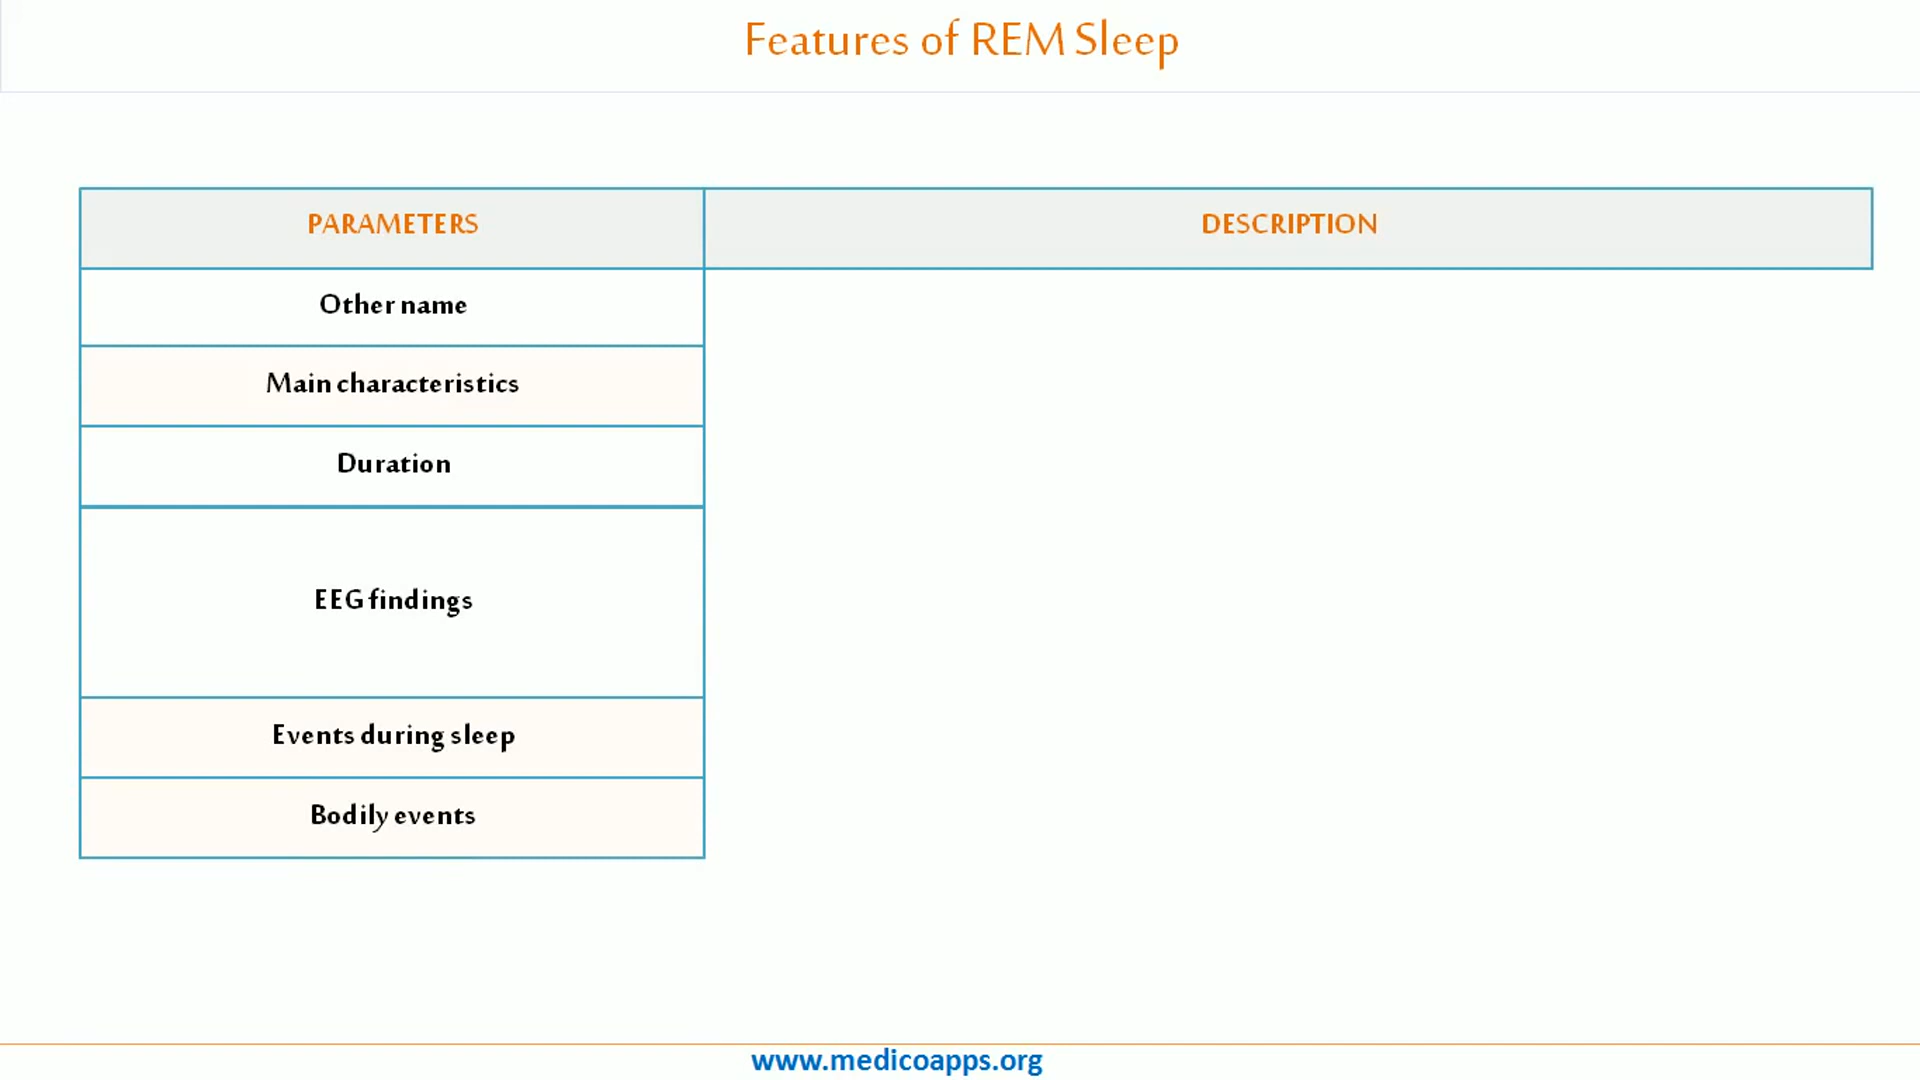 Features of REM Sleep
PARAMETERS DESCRIPTION
Other name
Main characteristics
Duration
EEG findings
Events during sleep
Bodily events
www.medicoapps.org